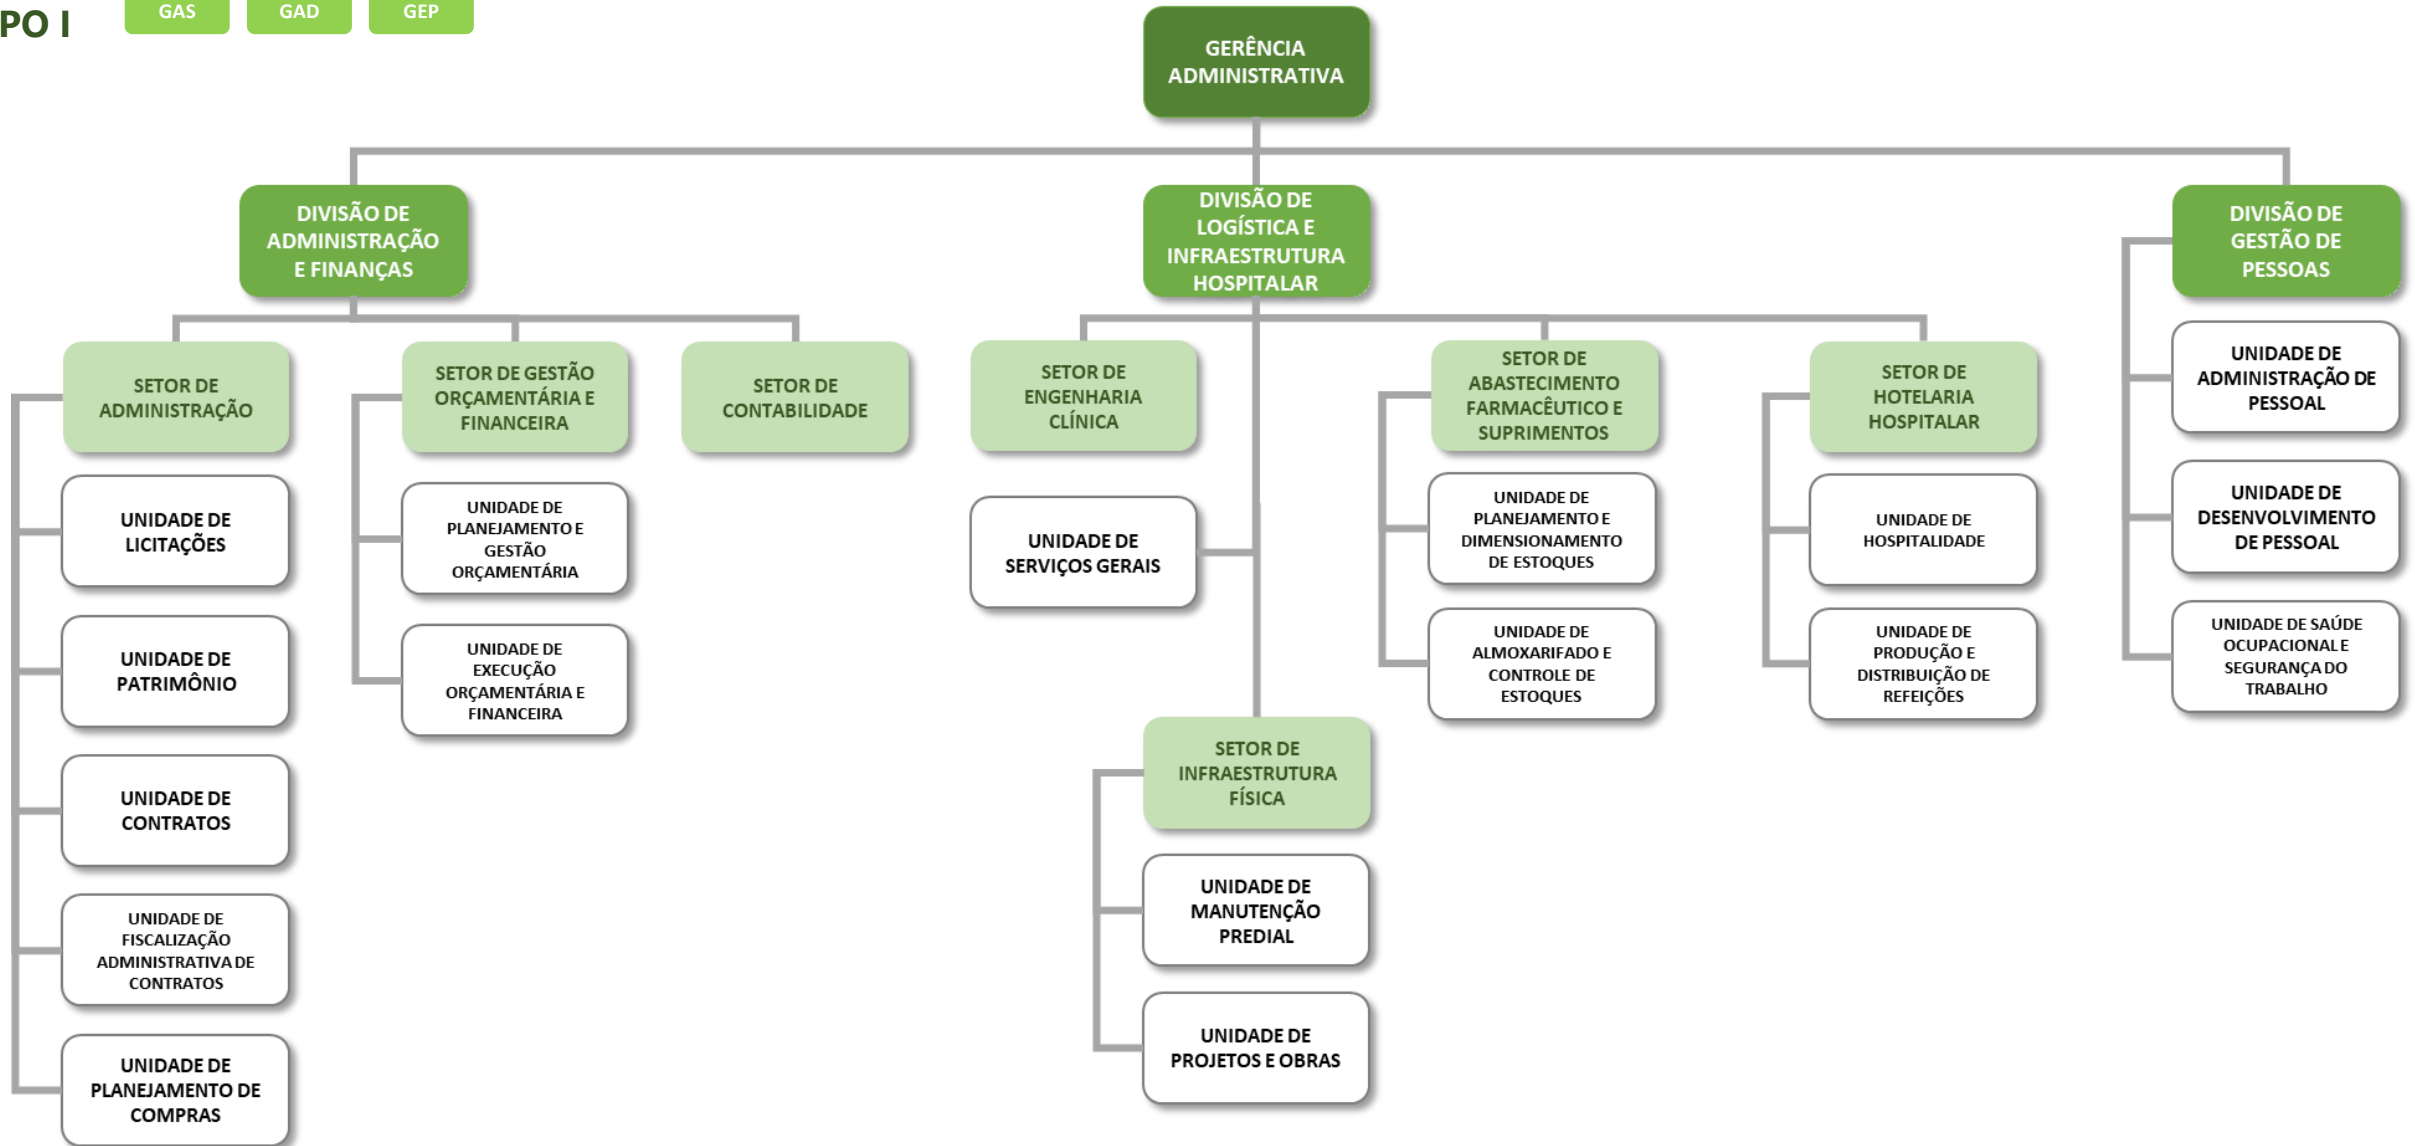 PO I
GAS
GAD
GEP
GERÊNCIA
ADMINISTRATIVA
DIVISÃO DE
ADMINISTRAÇÃO
E FINANÇAS
DIVISÃO DE
LOGÍSTICA E
INFRAESTRUTURA
HOSPITALAR
DIVISÃO DE
GESTÃO DE
PESSOAS
SETOR DE
ADMINISTRAÇÃO
SETOR DE GESTÃO
ORÇAMENTÁRIA E
FINANCEIRA
SETOR DE
CONTABILIDADE
SETOR DE
ENGENHARIA
CLÍNICA
SETOR DE
ABASTECIMENTO
FARMACÊUTICO E
SUPRIMENTOS
SETOR DE
HOTELARIA
HOSPITALAR
UNIDADE DE
ADMINISTRAÇÃO DE
PESSOAL
UNIDADE DE
LICITAÇÕES
UNIDADE DE
PLANEJAMENTO E
GESTÃO
ORÇAMENTÁRIA
UNIDADE DE
SERVIÇOS GERAIS
UNIDADE DE
PLANEJAMENTO E
DIMENSIONAMENTO
DE ESTOQUES
UNIDADE DE
HOSPITALIDADE
UNIDADE DE
DESENVOLVIMENTO
DE PESSOAL
UNIDADE DE
PATRIMÔNIO
UNIDADE DE
EXECUÇÃO
ORÇAMENTÁRIA E
FINANCEIRA
UNIDADE DE
ALMOXARIFADO E
CONTROLE DE
ESTOQUES
UNIDADE DE
PRODUÇÃO E
DISTRIBUIÇÃO DE
REFEIÇÕES
UNIDADE DE SAÚDE
OCUPACIONAL E
SEGURANÇA DO
TRABALHO
UNIDADE DE
CONTRATOS
SETOR DE
INFRAESTRUTURA
FÍSICA
UNIDADE DE
FISCALIZAÇÃO
ADMINISTRATIVA DE
CONTRATOS
UNIDADE DE
MANUTENÇÃO
PREDIAL
UNIDADE DE
PLANEJAMENTO DE
COMPRAS
UNIDADE DE
PROJETOS E OBRAS